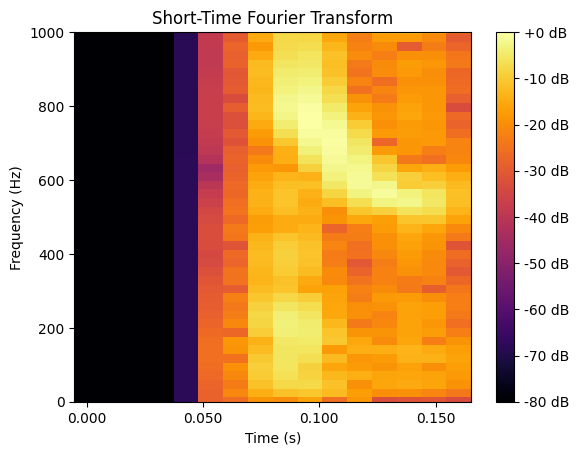 Short-Time Fourier Transform
1000
800
600
400
200
0
Frequency (Hz)
0.000
0.050
0.100
0.150
Time (s)
+0 dB
-10 dB
-20 dB
-30 dB
-40 dB
-50 dB
-60 dB
-70 dB
-80 dB